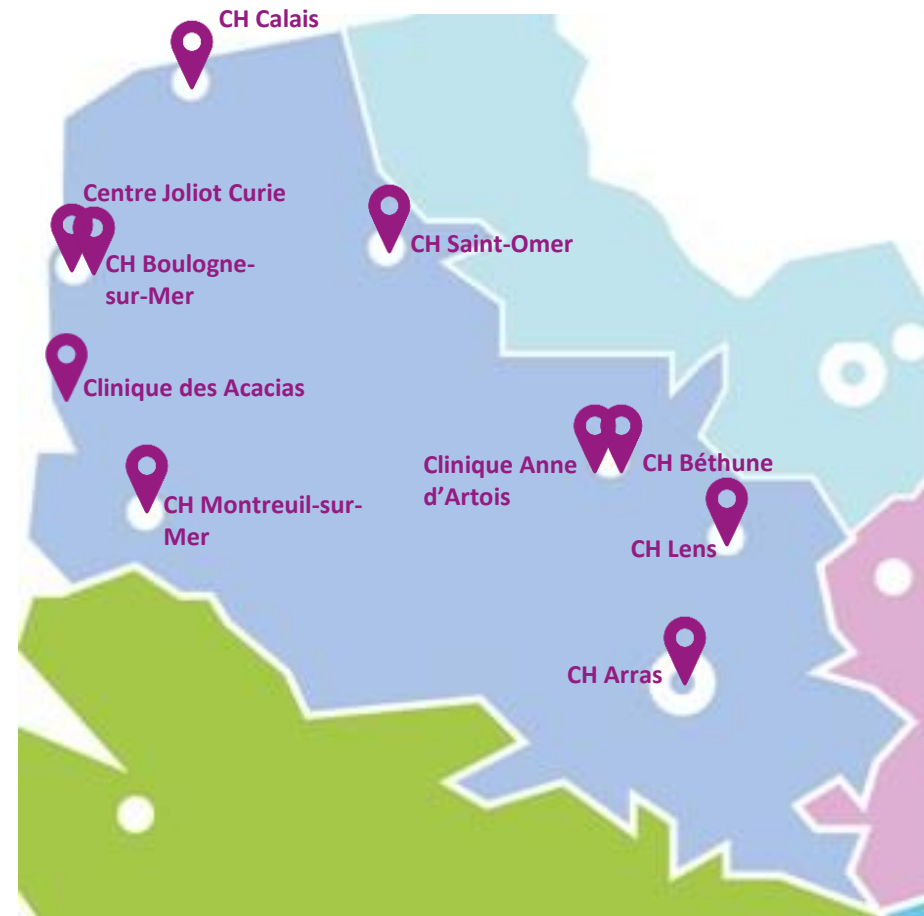 CH Calais
Centre Joliot Curie
CH Boulogne-
sur-Mer
CH Saint-Omer
Clinique des Acacias
Clinique Anne
d’Artois
CH Béthune
CH Montreuil-sur-
Mer
CH Lens
CH Arras